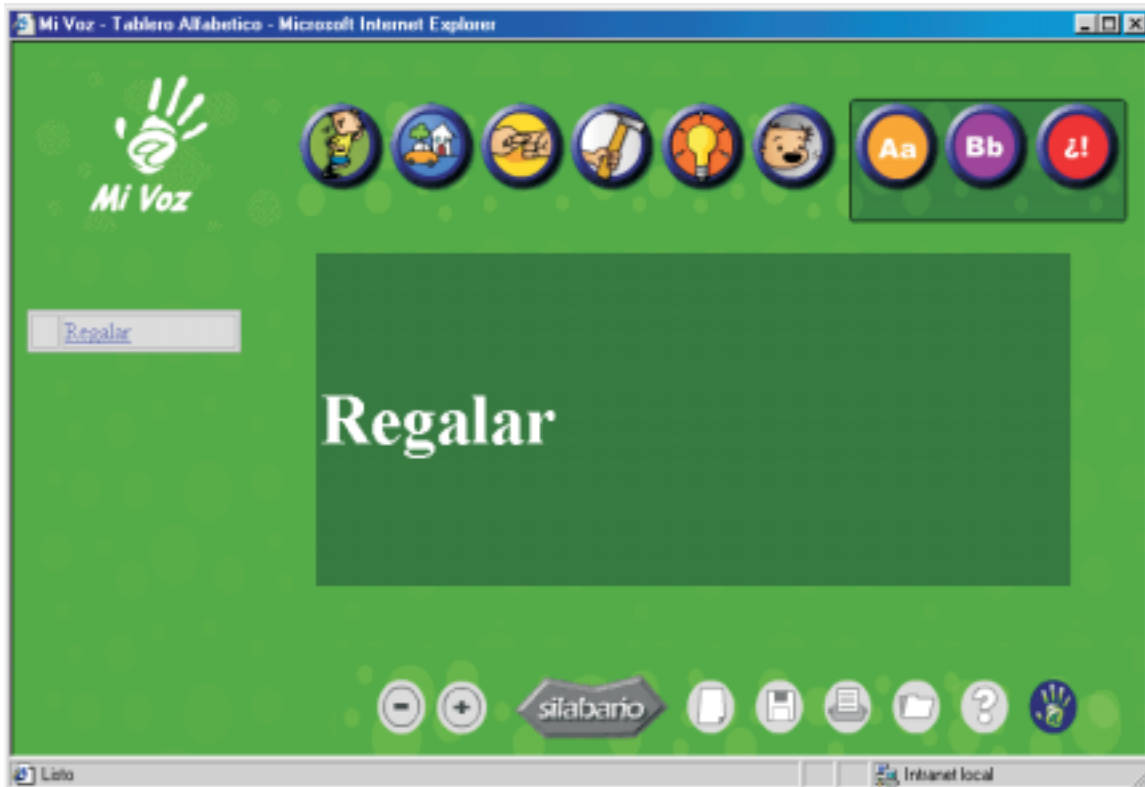 Mi Voz - Tablero Alfabetico - Microsoft Internet Explorer
Mi Voz
Aa
Bb
¿!
Regalar
Regalar
- + silabario ?
Listo
Intranet local